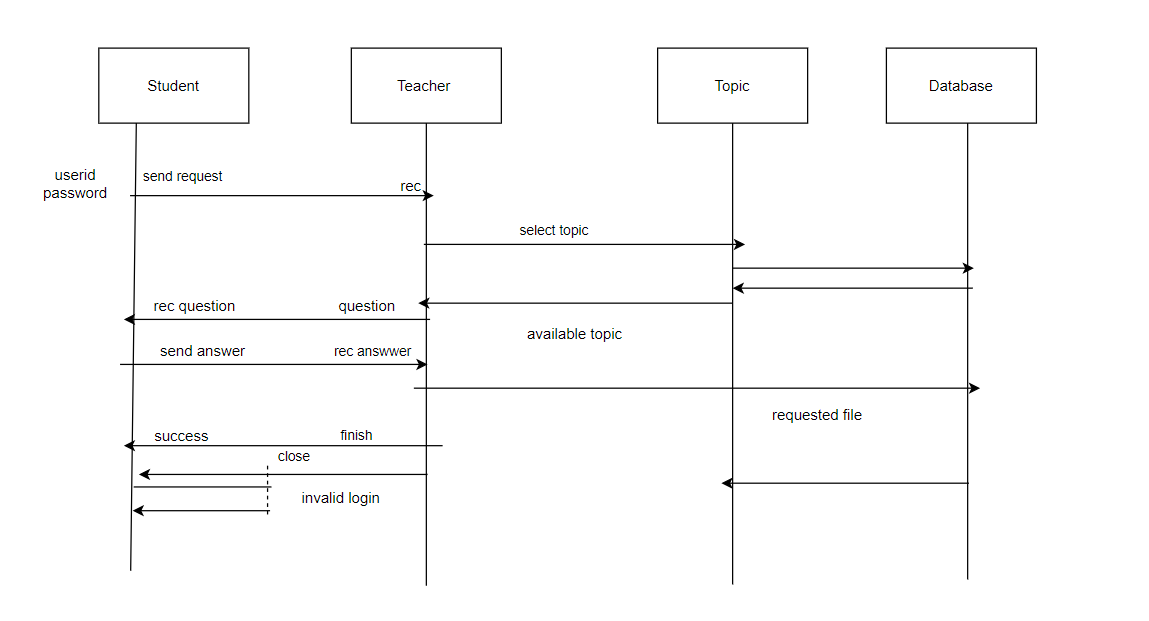 Student
Teacher
Topic
Database
userid
password
send request
rec
select topic
rec question
question
available topic
send answer
rec answwer
requested file
success
finish
close
invalid login